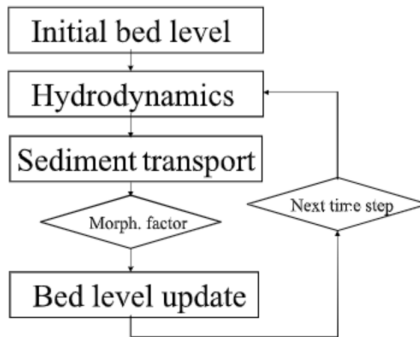 Initial bed level
Hydrodynamics
Sediment transport
Morph. factor
Next time step
Bed level update